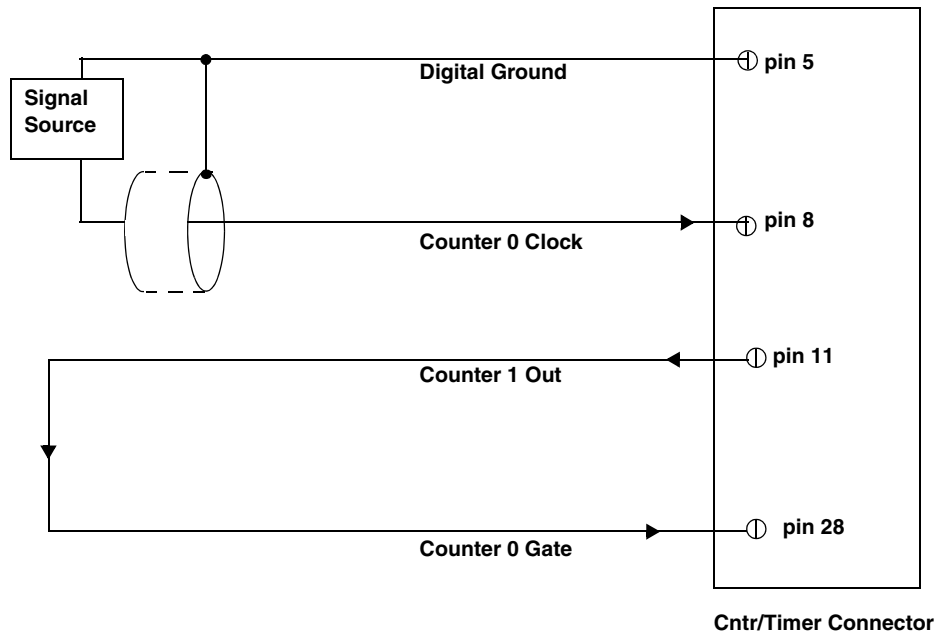 pin 5
Digital Ground
Signal
Source
pin 8
Counter 0 Clock
pin 11
Counter 1 Out
pin 28
Counter 0 Gate
Cntr/Timer Connector